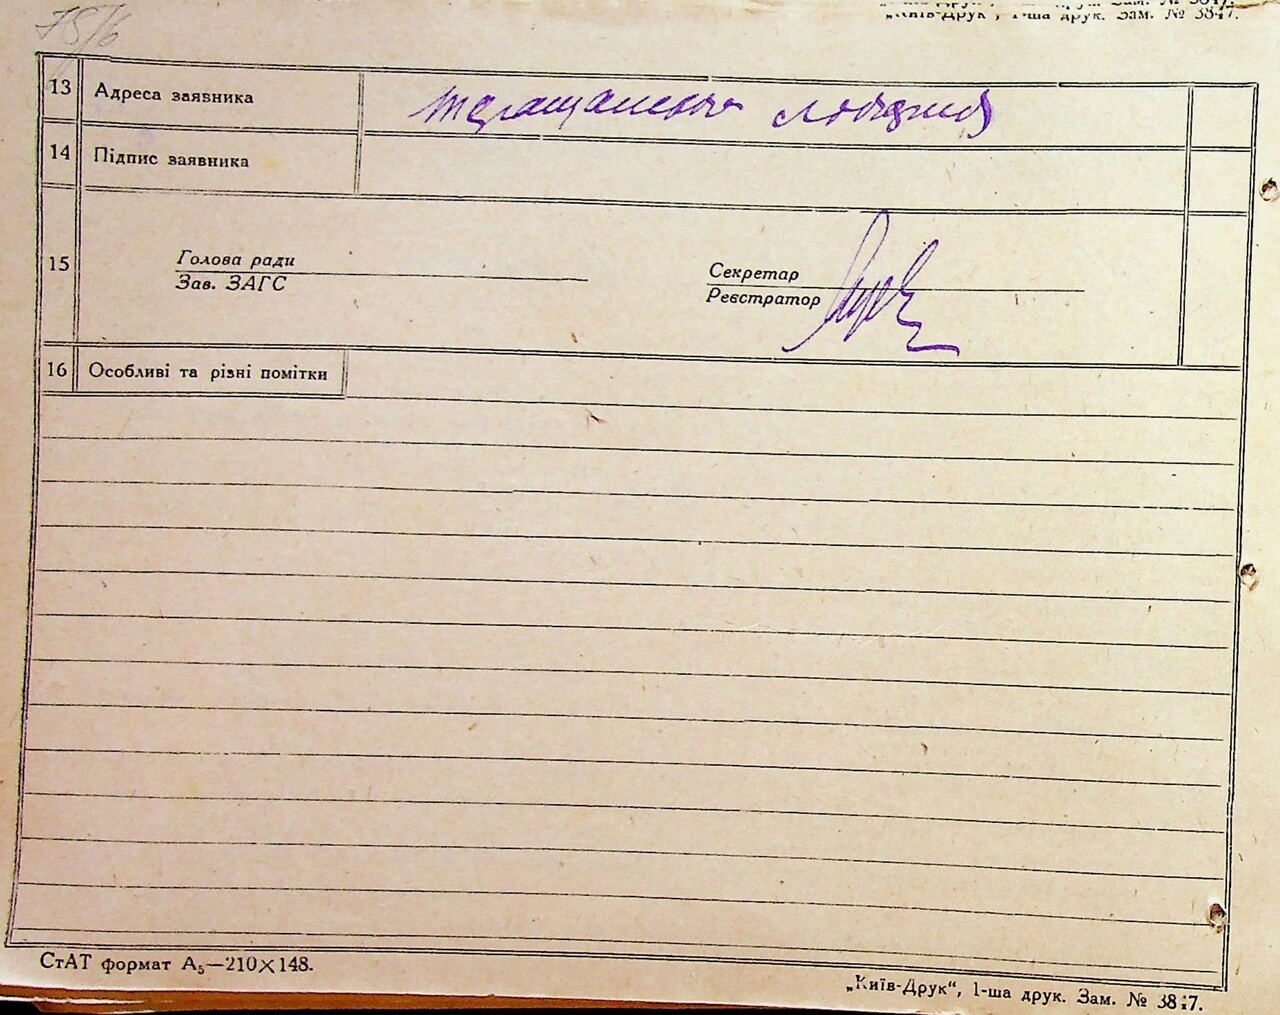 „Київ-Друк“, 1-ша друк. Зам. № 3847.
13 Адреса заявника Таращанська
14 Підпис заявника
15
Голова ради
Зав. ЗАГС
Секретар
Реєстратор
16 Особливі та різні помітки
СтАТ формат А₅—210×148.
„Київ-Друк“, 1-ша друк. Зам. № 3847.